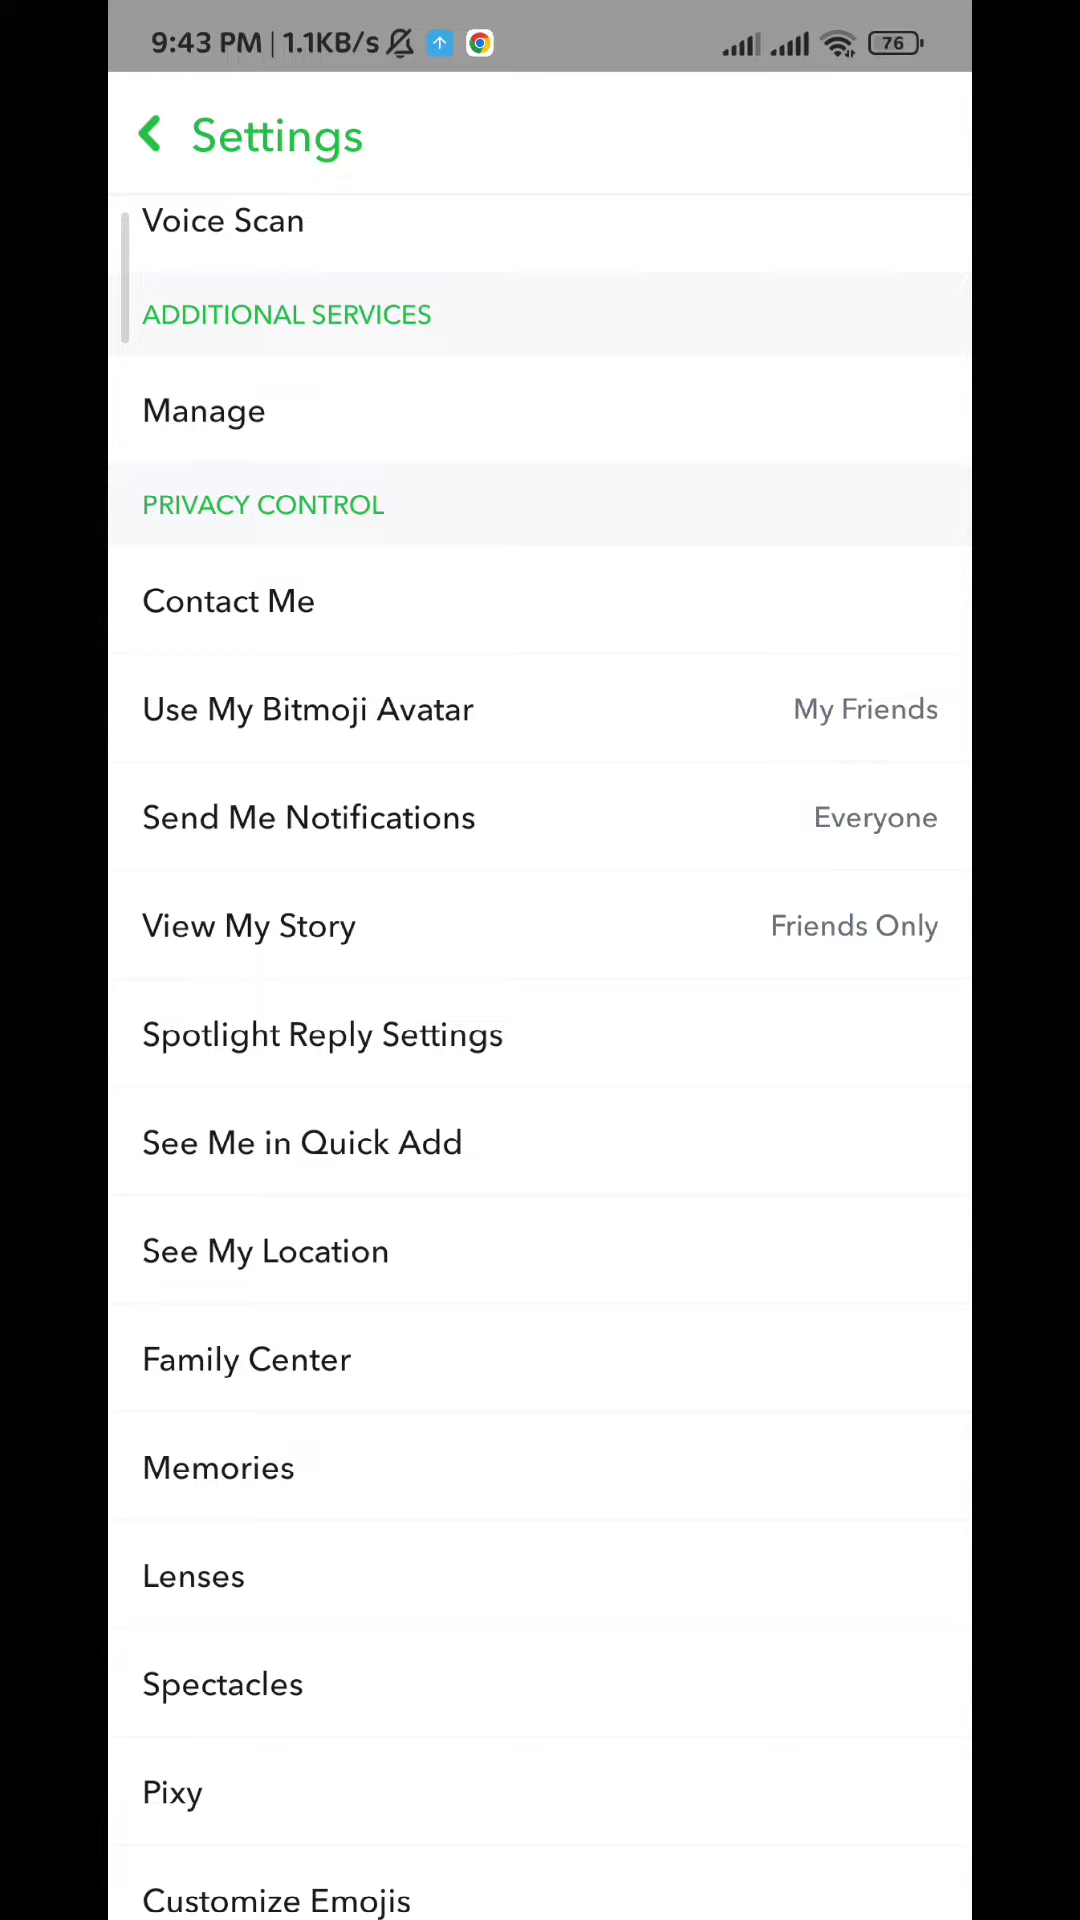 9:43 PM | 1.1KB/s 76
Settings
Voice Scan
ADDITIONAL SERVICES
Manage
PRIVACY CONTROL
Contact Me
Use My Bitmoji Avatar My Friends
Send Me Notifications Everyone
View My Story Friends Only
Spotlight Reply Settings
See Me in Quick Add
See My Location
Family Center
Memories
Lenses
Spectacles
Pixy
Customize Emojis